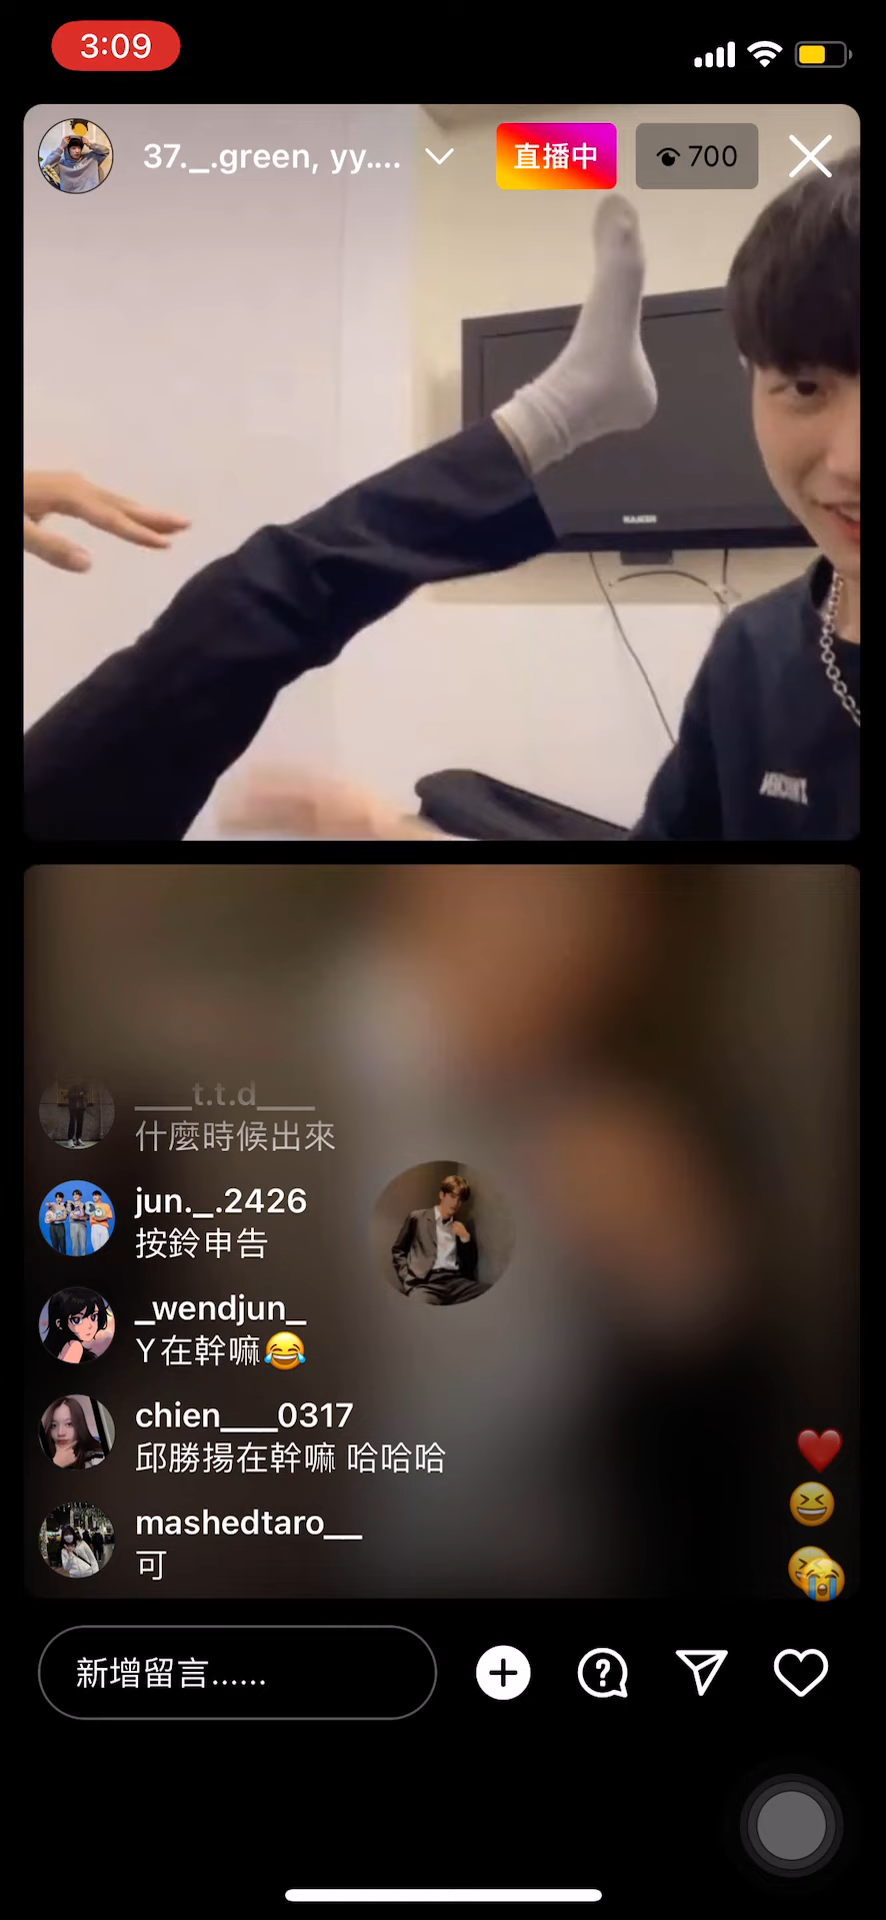 3:09
37._.green, yy....
直播中
700
___t.t.d___
什麼時候出來
jun._.2426
按鈴申告
_wendjun_
Y在幹嘛😂
chien___0317
邱勝揚在幹嘛 哈哈哈
mashedtaro__
可
新增留言......